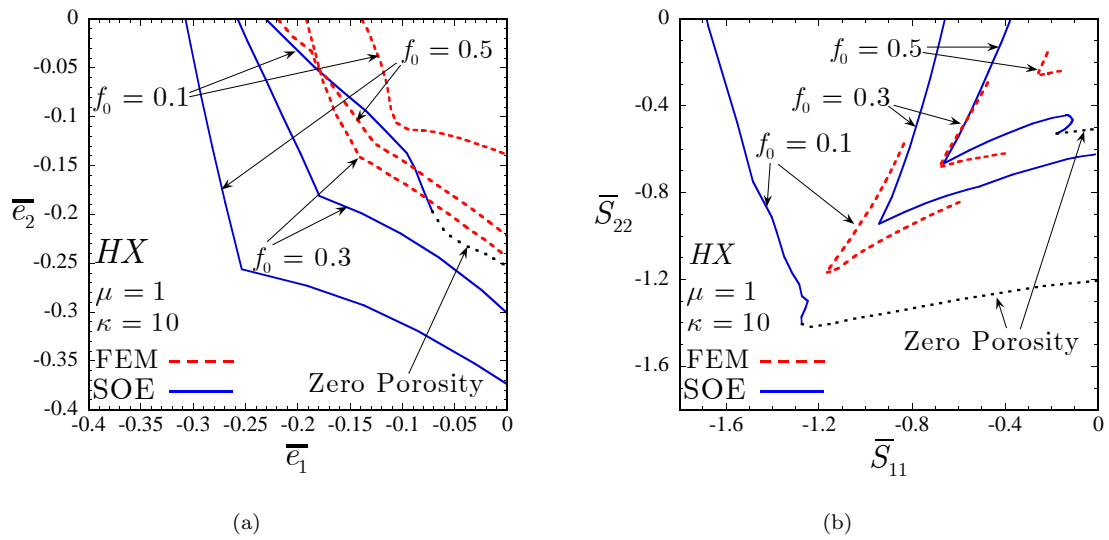 0
-0.05
-0.1
-0.15
-0.2
-0.25
-0.3
-0.35
-0.4
e̅₂
f₀ = 0.1
f₀ = 0.5
f₀ = 0.3
HX
μ = 1
κ = 10
FEM
SOE
Zero Porosity
-0.4 -0.35 -0.3 -0.25 -0.2 -0.15 -0.1 -0.05 0
e̅₁
(a)
0
-0.4
-0.8
-1.2
-1.6
S̅₂₂
f₀ = 0.5
f₀ = 0.3
f₀ = 0.1
HX
μ = 1
κ = 10
FEM
SOE
Zero Porosity
-1.6 -1.2 -0.8 -0.4 0
S̅₁₁
(b)